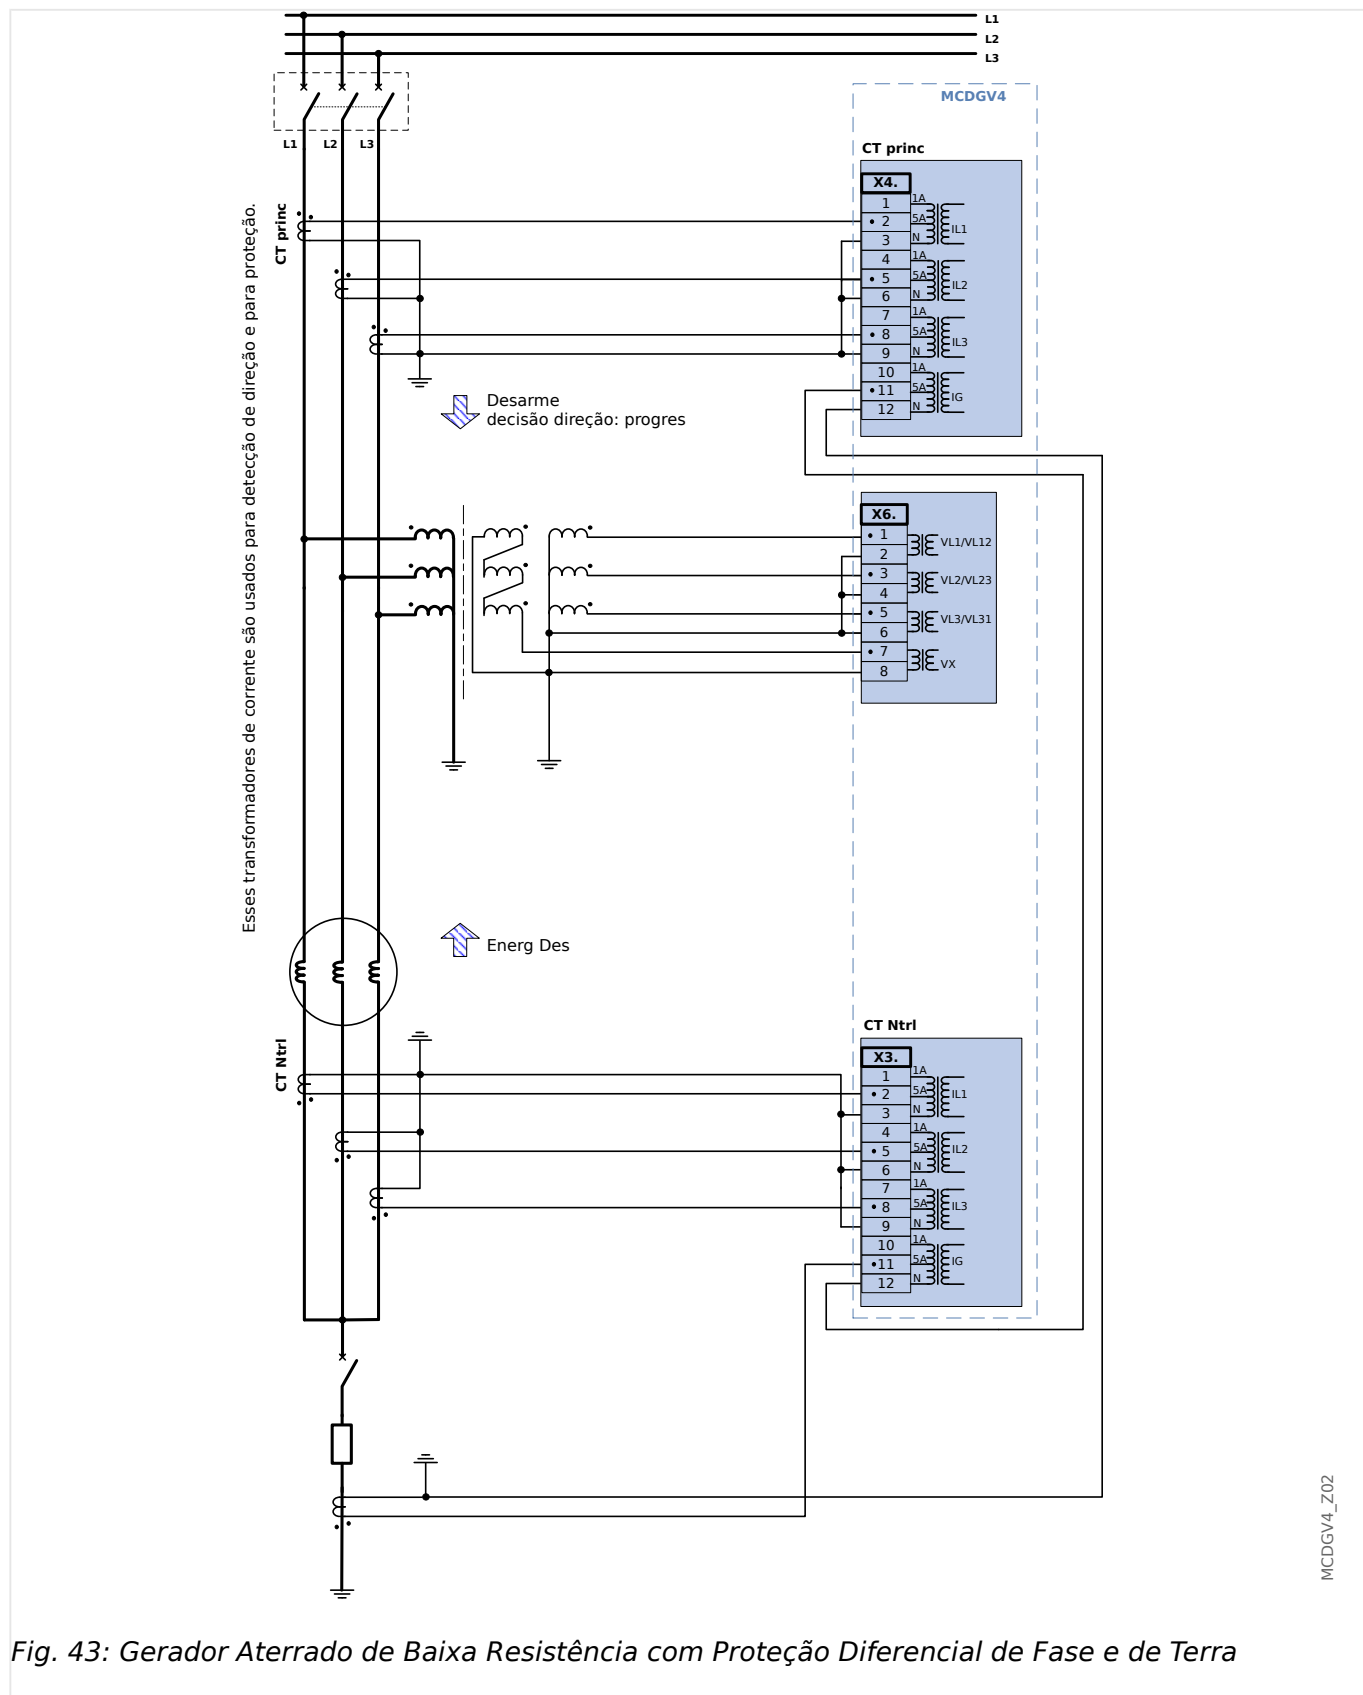 L1
L2
L3
MCDGV4
L1 L2 L3
CT princ
X4.
1 1A
• 2 5A IL1
3 N
4 1A
• 5 5A IL2
6 N
7 1A
• 8 5A IL3
9 N
10 1A
• 11 5A IG
12 N
CT princ
Esses transformadores de corrente são usados para detecção de direção e para proteção.
Desarme
decisão direção: progres
X6.
• 1 VL1/VL12
2
• 3 VL2/VL23
4
• 5 VL3/VL31
6
• 7 VX
8
Energ Des
CT Ntrl
CT Ntrl
X3.
1 1A
• 2 5A IL1
3 N
4 1A
• 5 5A IL2
6 N
7 1A
• 8 5A IL3
9 N
10 1A
• 11 5A IG
12 N
MCDGV4_Z02
Fig. 43: Gerador Aterrado de Baixa Resistência com Proteção Diferencial de Fase e de Terra